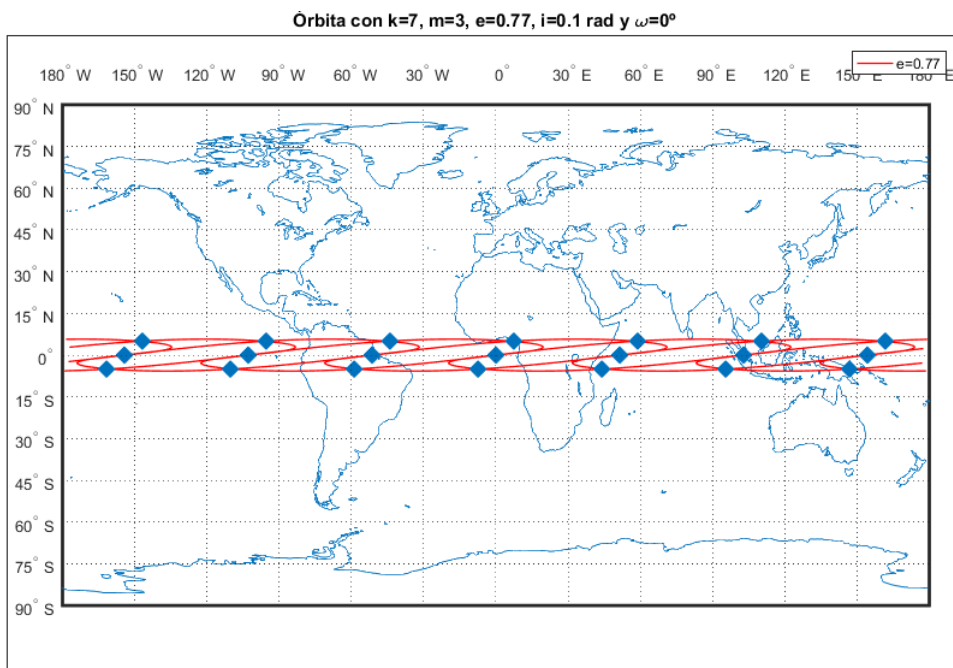 Órbita con k=7, m=3, e=0.77, i=0.1 rad y ω=0º
e=0.77
180° W 150° W 120° W 90° W 60° W 30° W 0° 30° E 60° E 90° E 120° E 150° E 180° E
90° N
75° N
60° N
45° N
30° N
15° N
0°
15° S
30° S
45° S
60° S
75° S
90° S